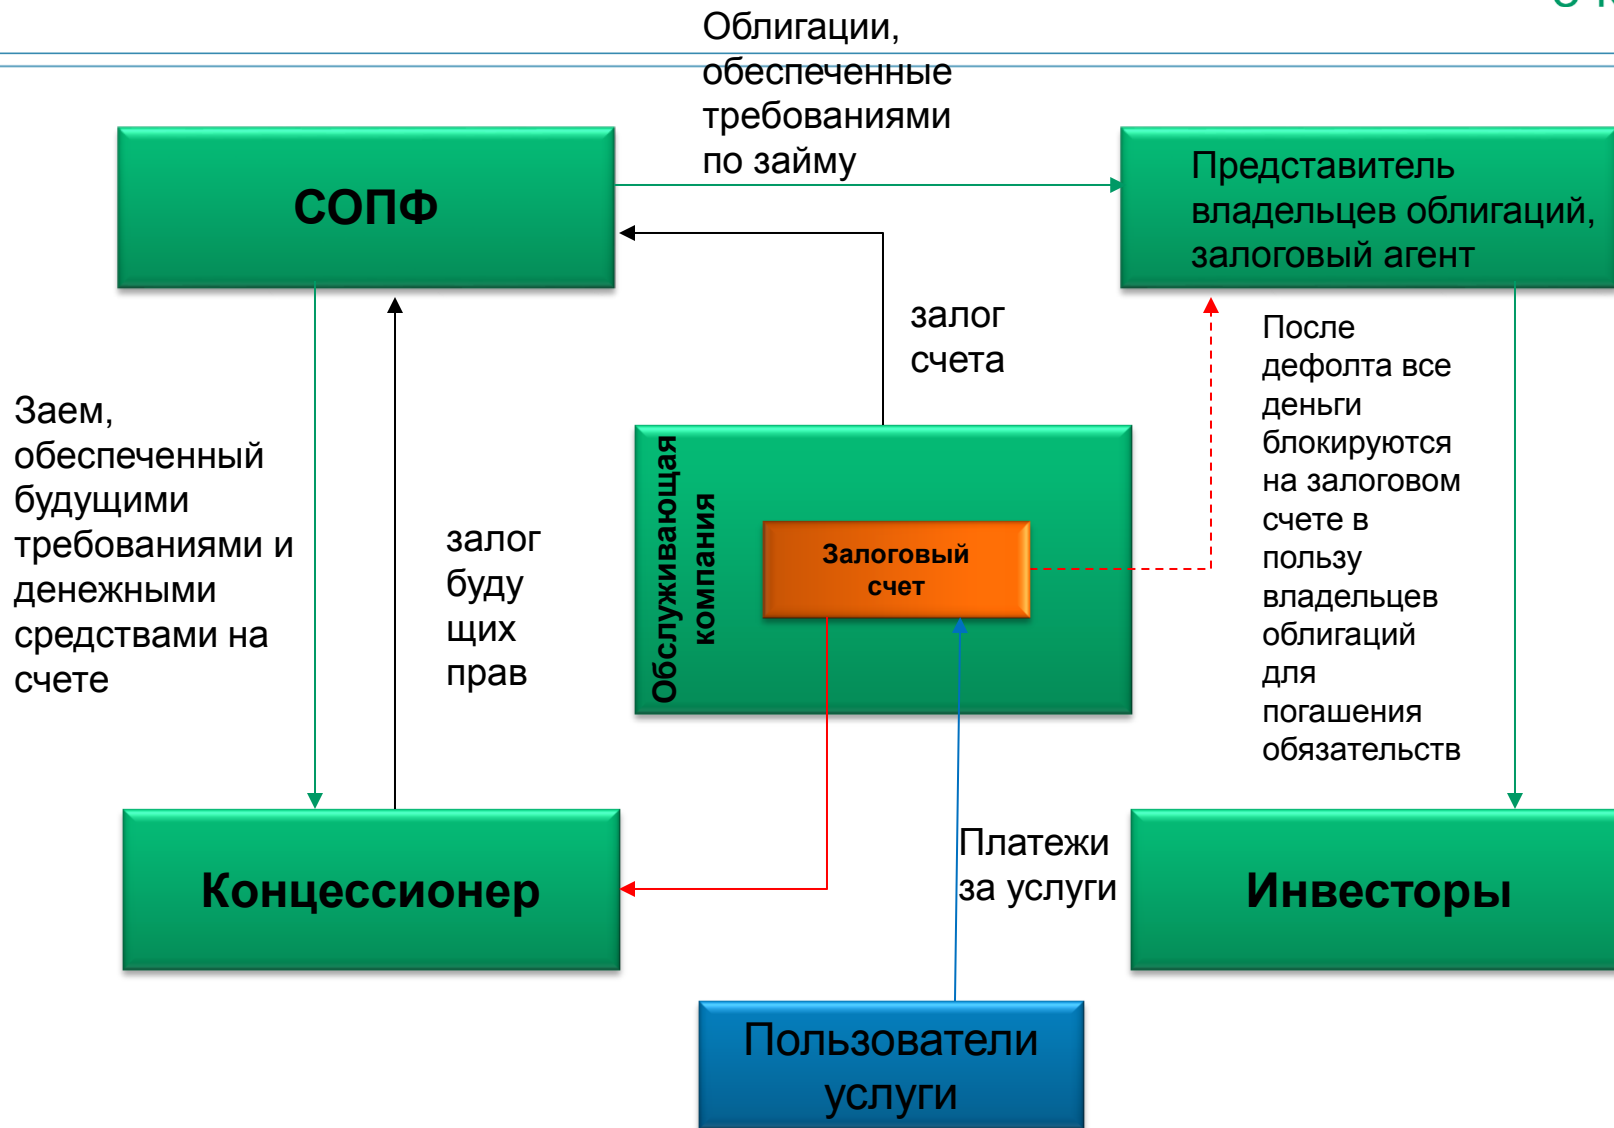 Облигации,
обеспеченные
требованиями
по займу
СОПФ
Представитель
владельцев облигаций,
залоговый агент
залог
счета
После
дефолта все
деньги
блокируются
на залоговом
счете в
пользу
владельцев
облигаций
для
погашения
обязательств
Заем,
обеспеченный
будущими
требованиями и
денежными
средствами на
счете
залог
буду
щих
прав
Обслуживающая
компания
Залоговый
счет
Концессионер
Платежи
за услуги
Инвесторы
Пользователи
услуги